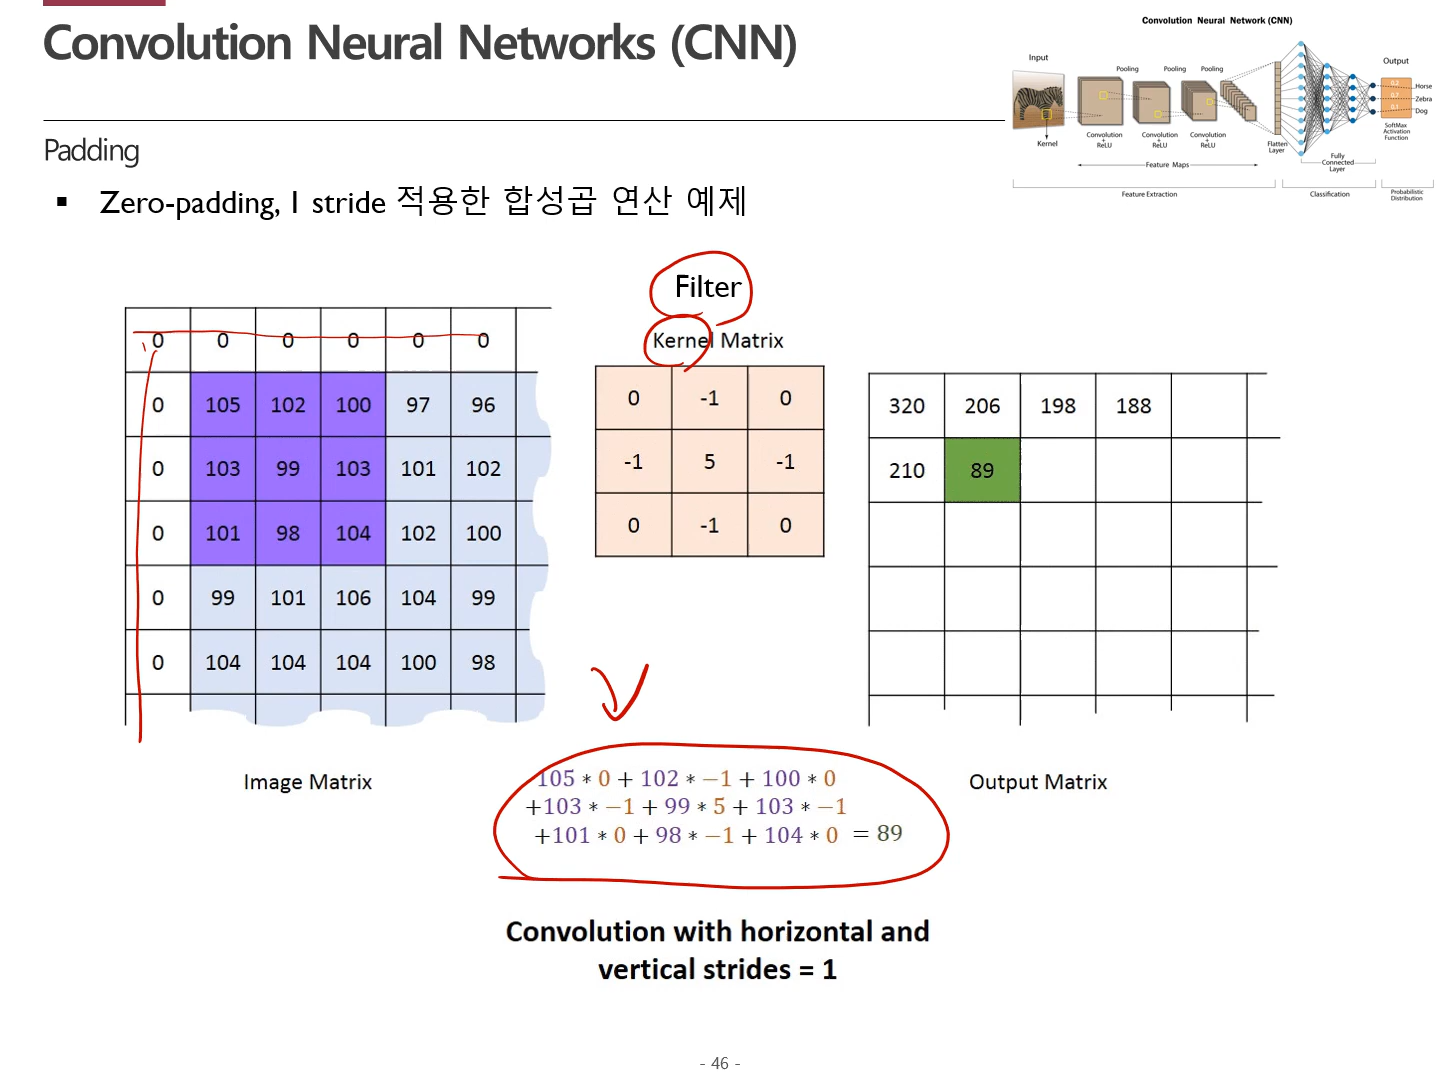 Convolution Neural Networks (CNN)
Convolution Neural Network (CNN)
Input
Pooling
Pooling
Pooling
Output
0.2
0.7
0.1
Horse
Zebra
Dog
Kernel
Convolution
+
ReLU
Convolution
+
ReLU
Convolution
+
ReLU
Flatten
Layer
SoftMax
Activation
Function
Fully
Connected
Layer
Feature Maps
Feature Extraction
Classification
Probabilistic
Distribution
Padding
▪ Zero-padding, 1 stride 적용한 합성곱 연산 예제
0 0 0 0 0 0
0 105 102 100 97 96
0 103 99 103 101 102
0 101 98 104 102 100
0 99 101 106 104 99
0 104 104 104 100 98
Image Matrix
Filter
Kernel Matrix
0 -1 0
-1 5 -1
0 -1 0
320 206 198 188
210 89
Output Matrix
105 * 0 + 102 * −1 + 100 * 0
+103 * −1 + 99 * 5 + 103 * −1
+101 * 0 + 98 * −1 + 104 * 0 = 89
Convolution with horizontal and
vertical strides = 1
- 46 -